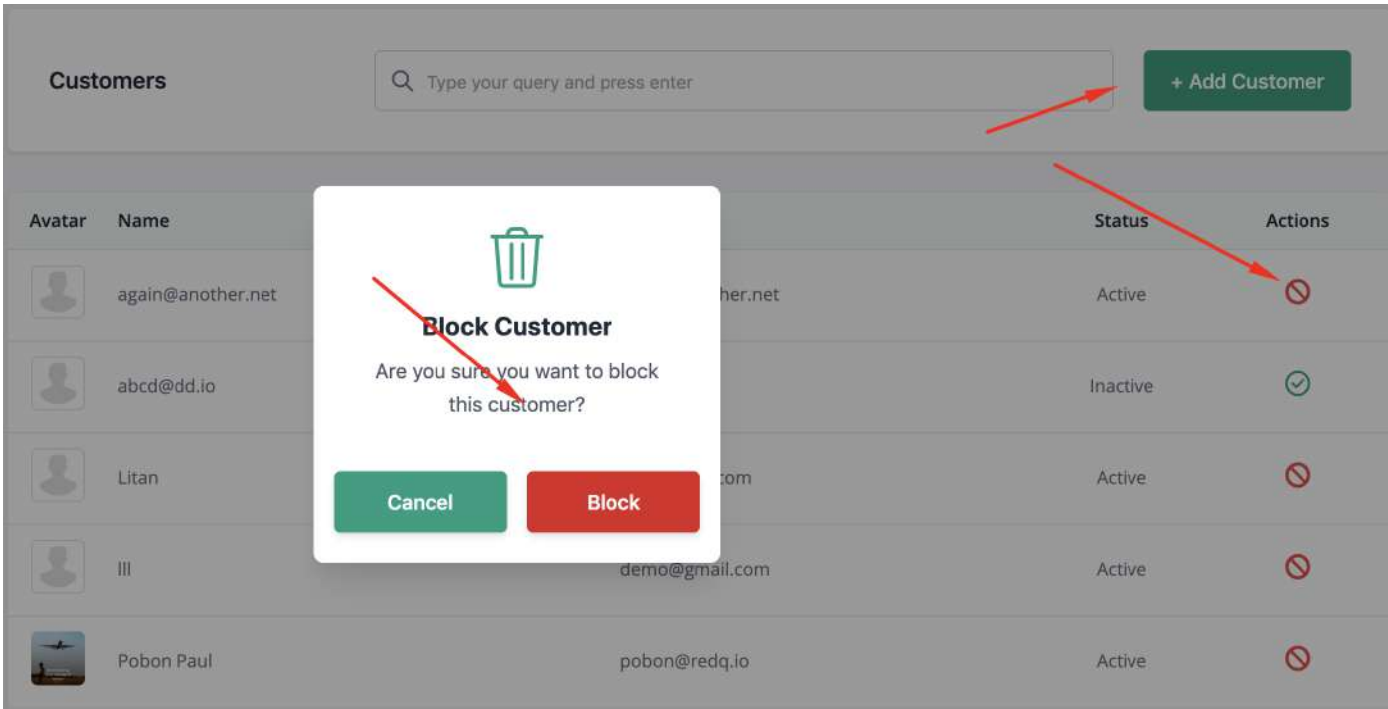 Customers
Type your query and press enter
+ Add Customer
Avatar Name Status Actions
again@another.net her.net Active
Block Customer
Are you sure you want to block
this customer?
abcd@dd.io Inactive
Litan com Active
Cancel Block
lll demo@gmail.com Active
Pobon Paul pobon@redq.io Active